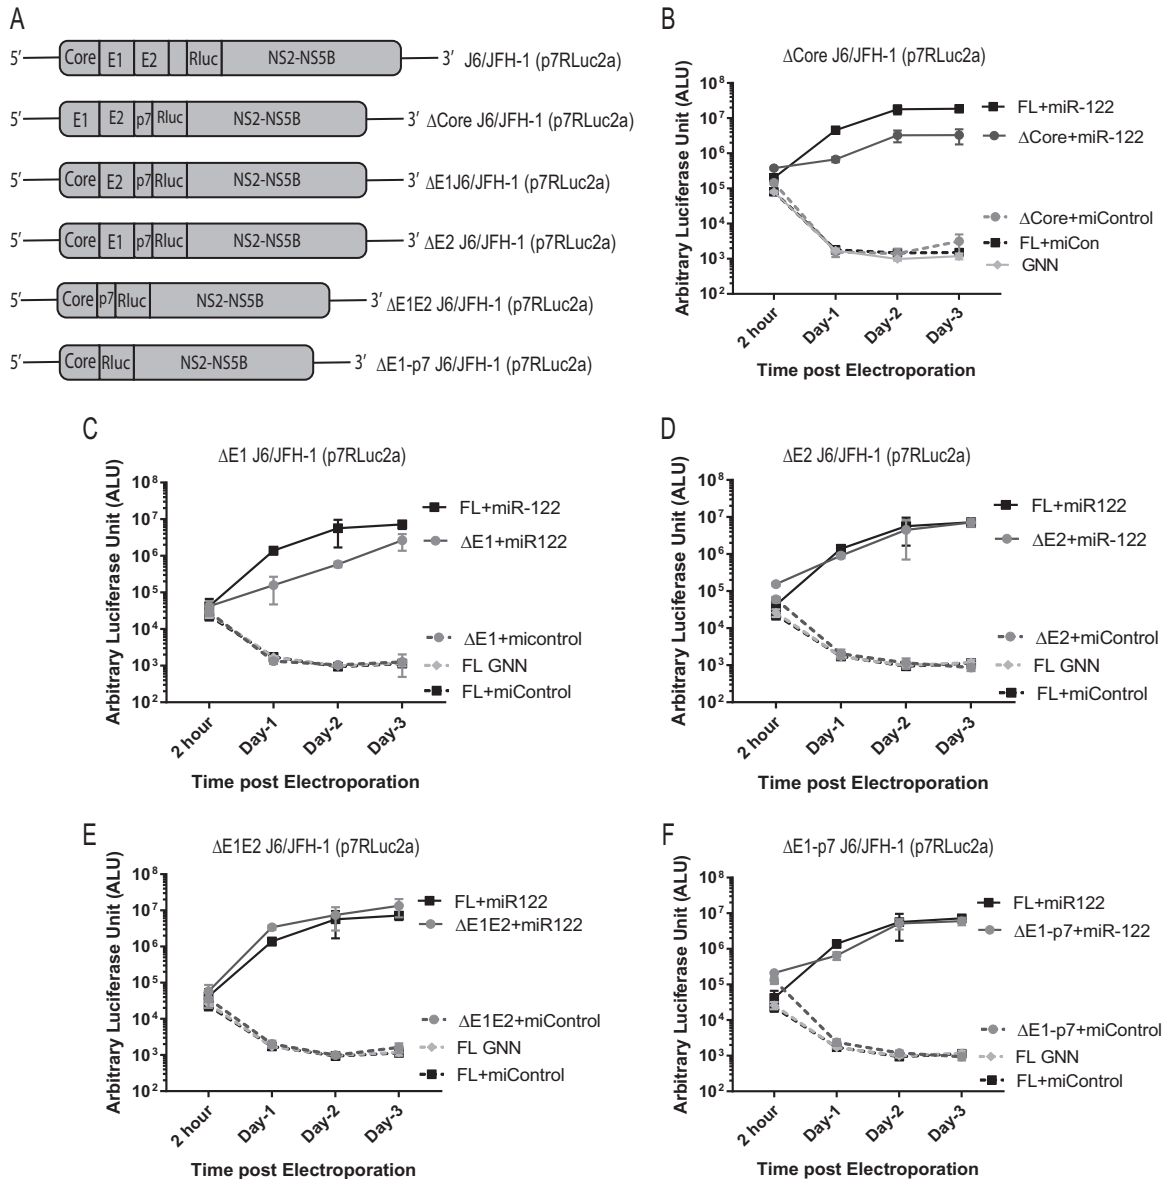 A
5′ Core E1 E2 Rluc NS2-NS5B 3′ J6/JFH-1 (p7RLuc2a)
5′ E1 E2 p7 Rluc NS2-NS5B 3′ ΔCore J6/JFH-1 (p7RLuc2a)
5′ Core E2 p7 Rluc NS2-NS5B 3′ ΔE1J6/JFH-1 (p7RLuc2a)
5′ Core E1 p7 Rluc NS2-NS5B 3′ ΔE2 J6/JFH-1 (p7RLuc2a)
5′ Core p7 Rluc NS2-NS5B 3′ ΔE1E2 J6/JFH-1 (p7RLuc2a)
5′ Core Rluc NS2-NS5B 3′ ΔE1-p7 J6/JFH-1 (p7RLuc2a)
B
ΔCore J6/JFH-1 (p7RLuc2a)
Arbitrary Luciferase Unit (ALU)
10⁸
10⁷
10⁶
10⁵
10⁴
10³
10²
FL+miR-122
ΔCore+miR-122
ΔCore+miControl
FL+miCon
GNN
2 hour Day-1 Day-2 Day-3
Time post Electroporation
C
ΔE1 J6/JFH-1 (p7RLuc2a)
Arbitrary Luciferase Unit (ALU)
10⁸
10⁷
10⁶
10⁵
10⁴
10³
10²
FL+miR-122
ΔE1+miR122
ΔE1+micontrol
FL GNN
FL+miControl
2 hour Day-1 Day-2 Day-3
Time post Electroporation
D
ΔE2 J6/JFH-1 (p7RLuc2a)
Arbitrary Luciferase Unit (ALU)
10⁸
10⁷
10⁶
10⁵
10⁴
10³
10²
FL+miR122
ΔE2+miR-122
ΔE2+miControl
FL GNN
FL+miControl
2 hour Day-1 Day-2 Day-3
Time post Electroporation
E
ΔE1E2 J6/JFH-1 (p7RLuc2a)
Arbitrary Luciferase Unit (ALU)
10⁸
10⁷
10⁶
10⁵
10⁴
10³
10²
FL+miR122
ΔE1E2+miR122
ΔE1E2+miControl
FL GNN
FL+miControl
2 hour Day-1 Day-2 Day-3
Time post Electroporation
F
ΔE1-p7 J6/JFH-1 (p7RLuc2a)
Arbitrary Luciferase Unit (ALU)
10⁸
10⁷
10⁶
10⁵
10⁴
10³
10²
FL+miR122
ΔE1-p7+miR-122
ΔE1-p7+miControl
FL GNN
FL+miControl
2 hour Day-1 Day-2 Day-3
Time post Electroporation